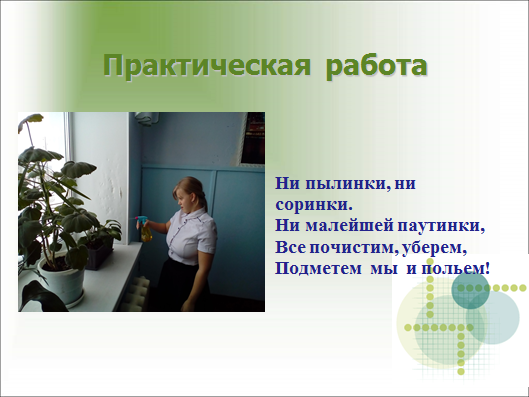 Практическая работа
Ни пылинки, ни
соринки.
Ни малейшей паутинки,
Все почистим, уберем,
Подметем мы и польем!